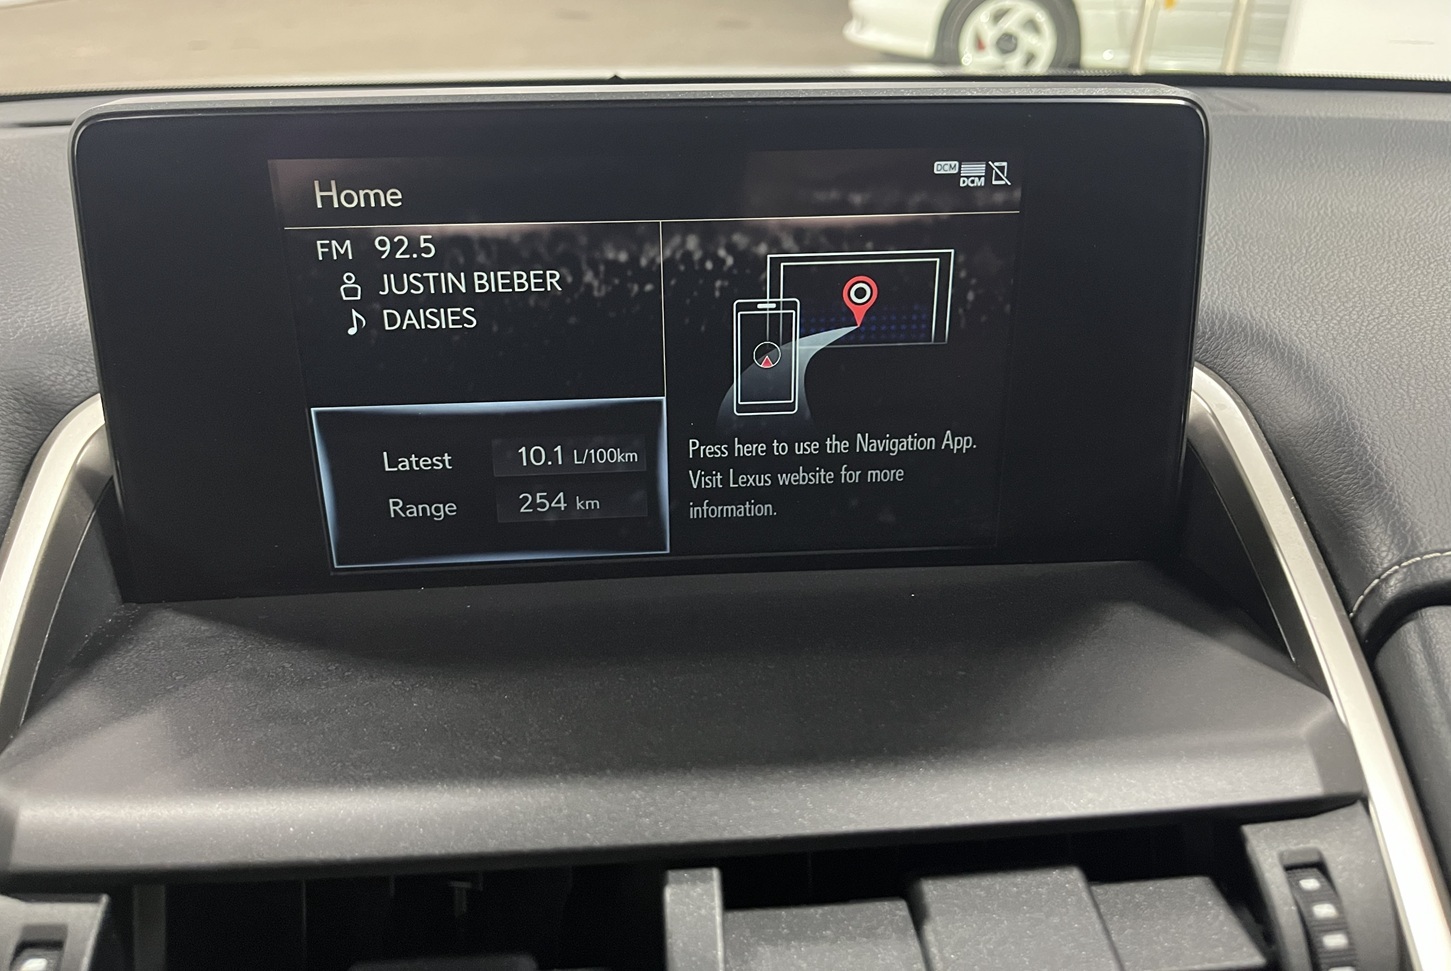 Home
DCM
DCM
FM 92.5
JUSTIN BIEBER
DAISIES
Latest 10.1 L/100km
Range 254 km
Press here to use the Navigation App.
Visit Lexus website for more
information.